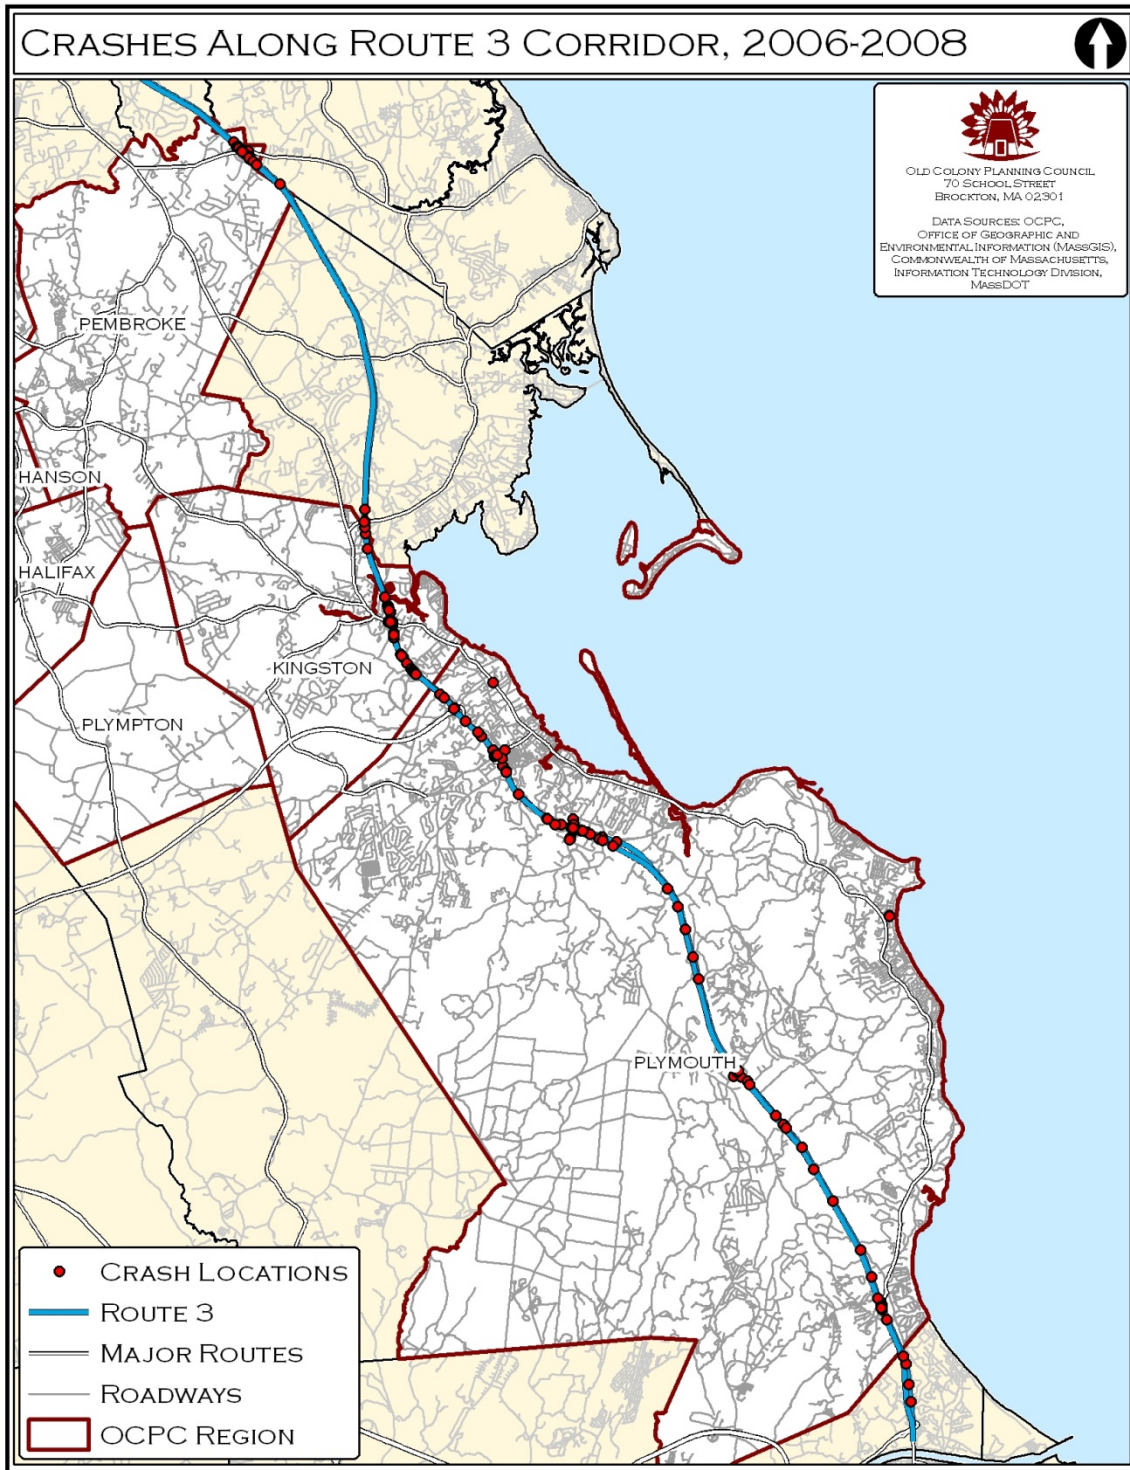 CRASHES ALONG ROUTE 3 CORRIDOR, 2006-2008
OLD COLONY PLANNING COUNCIL
70 SCHOOL STREET
BROCKTON, MA 02301
DATA SOURCES: OCPC,
OFFICE OF GEOGRAPHIC AND
ENVIRONMENTAL INFORMATION (MASSGIS),
COMMONWEALTH OF MASSACHUSETTS,
INFORMATION TECHNOLOGY DIVISION,
MASSDOT
PEMBROKE
HANSON
HALIFAX
KINGSTON
PLYMPTON
PLYMOUTH
CRASH LOCATIONS
ROUTE 3
MAJOR ROUTES
ROADWAYS
OCPC REGION